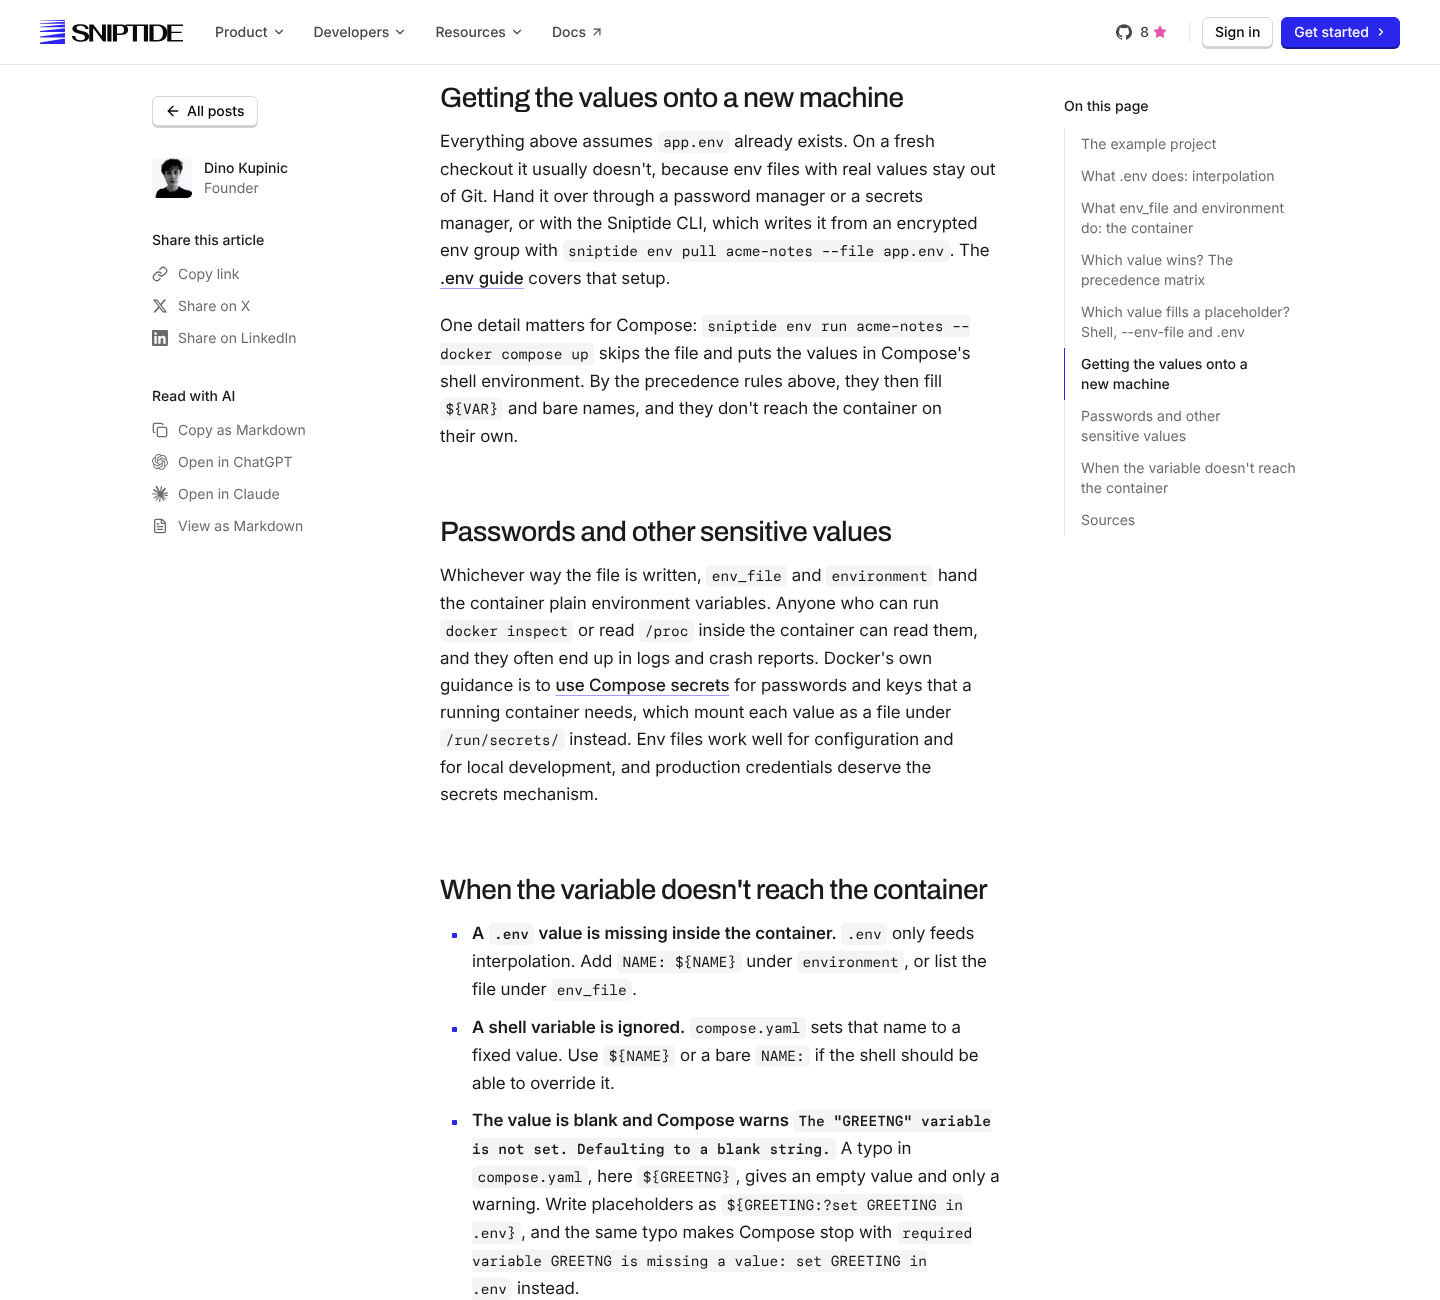 SNIPTIDE
Product
Developers
Resources
Docs
8
Sign in
Get started
All posts
Dino Kupinic
Founder
Share this article
Copy link
Share on X
Share on LinkedIn
Read with AI
Copy as Markdown
Open in ChatGPT
Open in Claude
View as Markdown
Getting the values onto a new machine
Everything above assumes app.env already exists. On a fresh
checkout it usually doesn't, because env files with real values stay out
of Git. Hand it over through a password manager or a secrets
manager, or with the Sniptide CLI, which writes it from an encrypted
env group with sniptide env pull acme-notes --file app.env. The
.env guide covers that setup.
One detail matters for Compose: sniptide env run acme-notes --
docker compose up skips the file and puts the values in Compose's
shell environment. By the precedence rules above, they then fill
${VAR} and bare names, and they don't reach the container on
their own.
Passwords and other sensitive values
Whichever way the file is written, env_file and environment hand
the container plain environment variables. Anyone who can run
docker inspect or read /proc inside the container can read them,
and they often end up in logs and crash reports. Docker's own
guidance is to use Compose secrets for passwords and keys that a
running container needs, which mount each value as a file under
/run/secrets/ instead. Env files work well for configuration and
for local development, and production credentials deserve the
secrets mechanism.
When the variable doesn't reach the container
A .env value is missing inside the container. .env only feeds
interpolation. Add NAME: ${NAME} under environment, or list the
file under env_file.
A shell variable is ignored. compose.yaml sets that name to a
fixed value. Use ${NAME} or a bare NAME: if the shell should be
able to override it.
The value is blank and Compose warns The "GREETNG" variable
is not set. Defaulting to a blank string. A typo in
compose.yaml, here ${GREETNG}, gives an empty value and only a
warning. Write placeholders as ${GREETING:?set GREETING in
.env}, and the same typo makes Compose stop with required
variable GREETNG is missing a value: set GREETING in
.env instead.
On this page
The example project
What .env does: interpolation
What env_file and environment
do: the container
Which value wins? The
precedence matrix
Which value fills a placeholder?
Shell, --env-file and .env
Getting the values onto a
new machine
Passwords and other
sensitive values
When the variable doesn't reach
the container
Sources